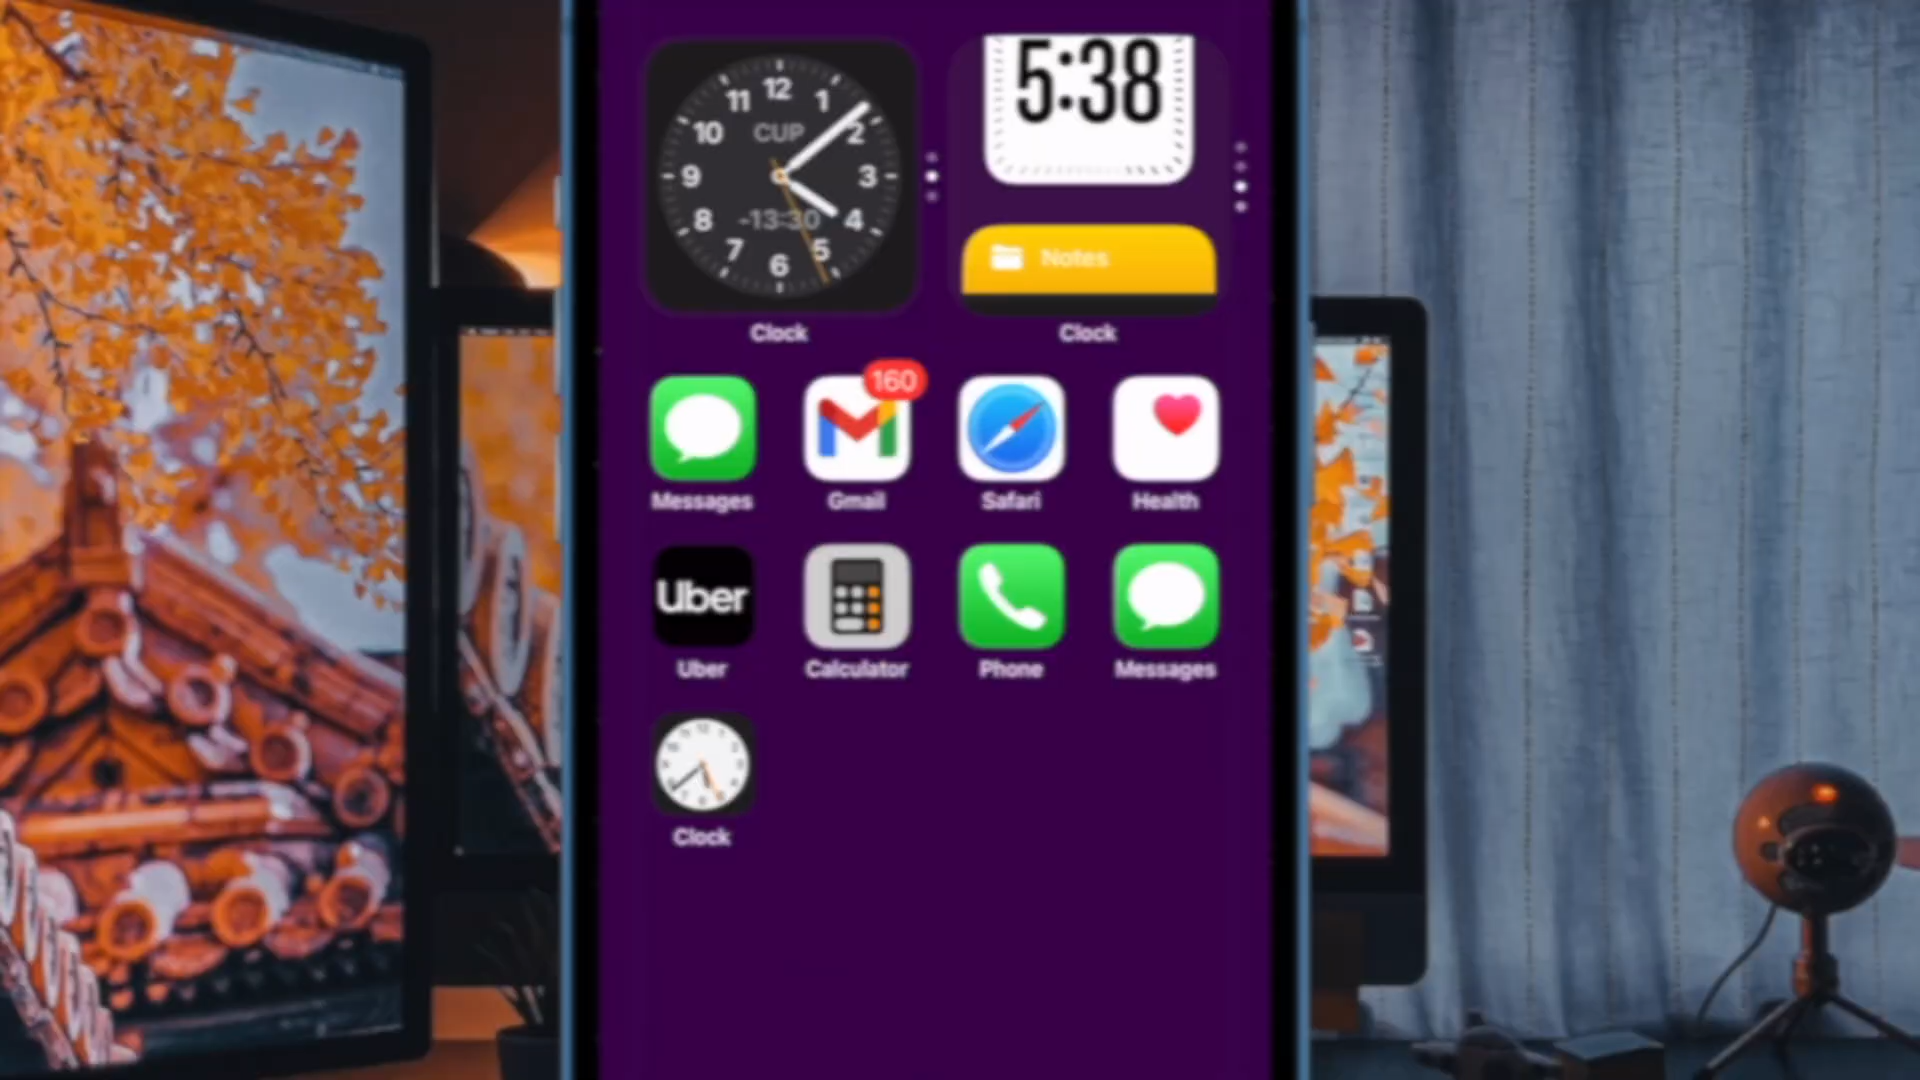 12
11
1
10
CUP
2
9
3
8
-13:30
4
7
5
6
5:38
Notes
Clock
Clock
160
Messages
Gmail
Safari
Health
Uber
Uber
Calculator
Phone
Messages
Clock